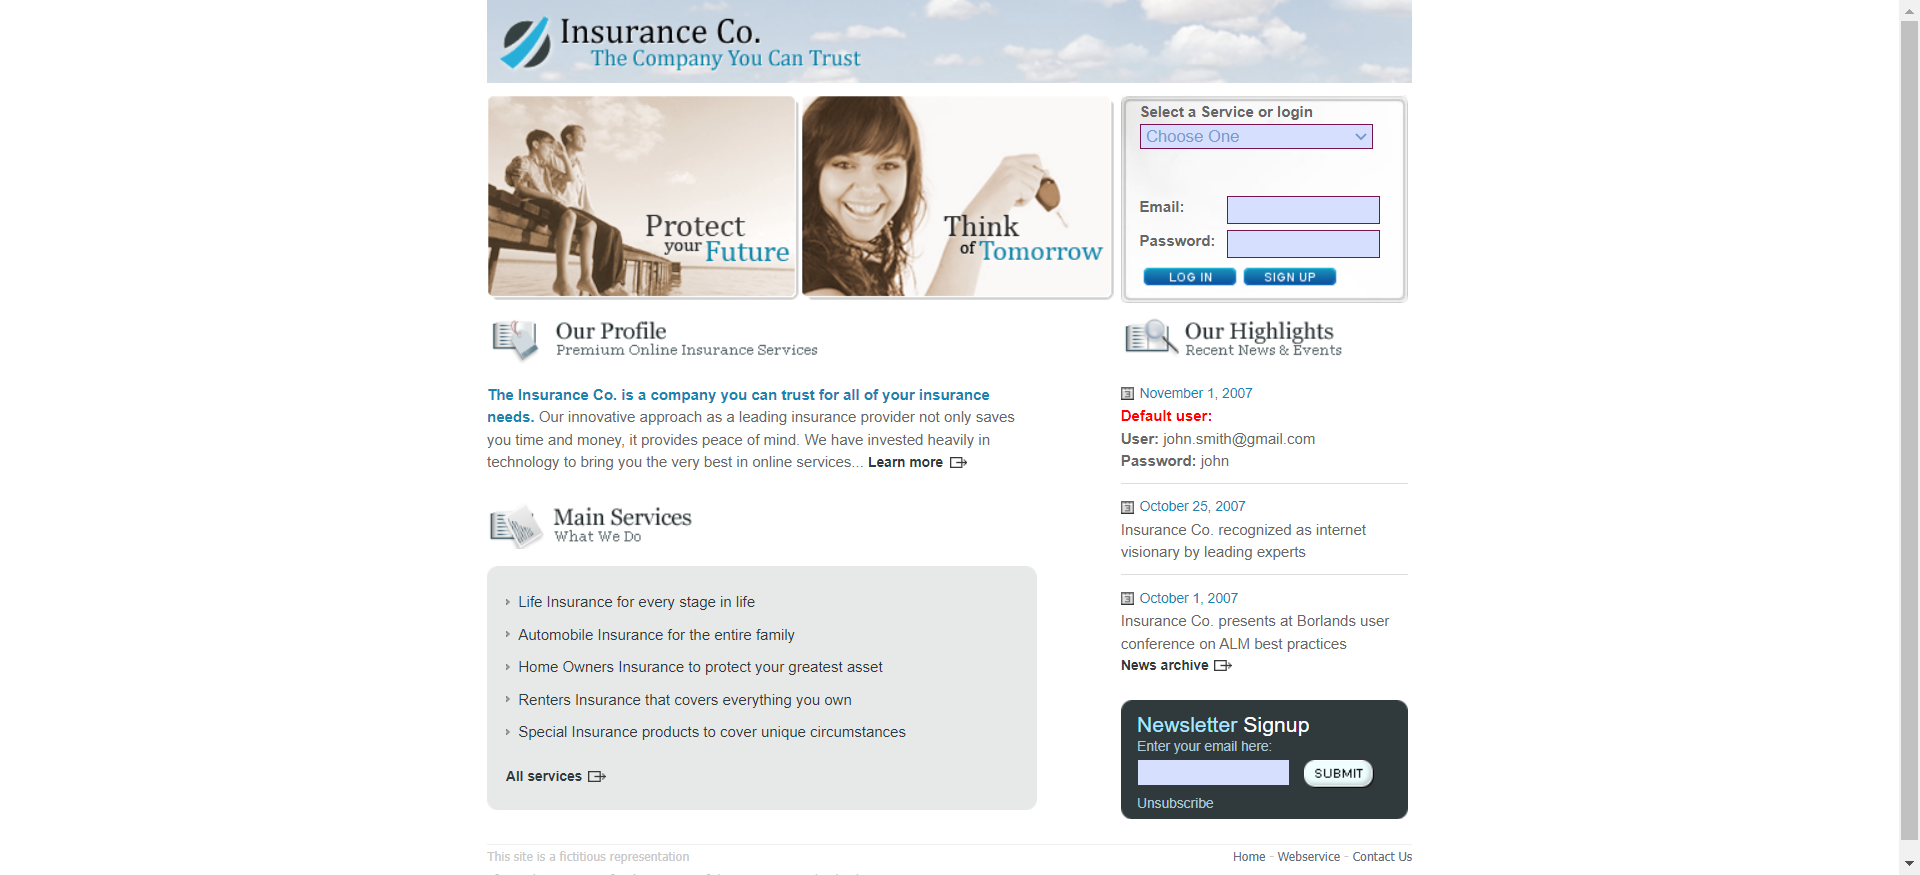 Insurance Co.
The Company You Can Trust
Protect
your Future
Think
of Tomorrow
Select a Service or login
Choose One
Email:
Password:
LOG IN
SIGN UP
Our Profile
Premium Online Insurance Services
The Insurance Co. is a company you can trust for all of your insurance
needs. Our innovative approach as a leading insurance provider not only saves
you time and money, it provides peace of mind. We have invested heavily in
technology to bring you the very best in online services... Learn more
Main Services
What We Do
Life Insurance for every stage in life
Automobile Insurance for the entire family
Home Owners Insurance to protect your greatest asset
Renters Insurance that covers everything you own
Special Insurance products to cover unique circumstances
All services
Our Highlights
Recent News & Events
November 1, 2007
Default user:
User: john.smith@gmail.com
Password: john
October 25, 2007
Insurance Co. recognized as internet
visionary by leading experts
October 1, 2007
Insurance Co. presents at Borlands user
conference on ALM best practices
News archive
Newsletter Signup
Enter your email here:
SUBMIT
Unsubscribe
This site is a fictitious representation
Home - Webservice - Contact Us